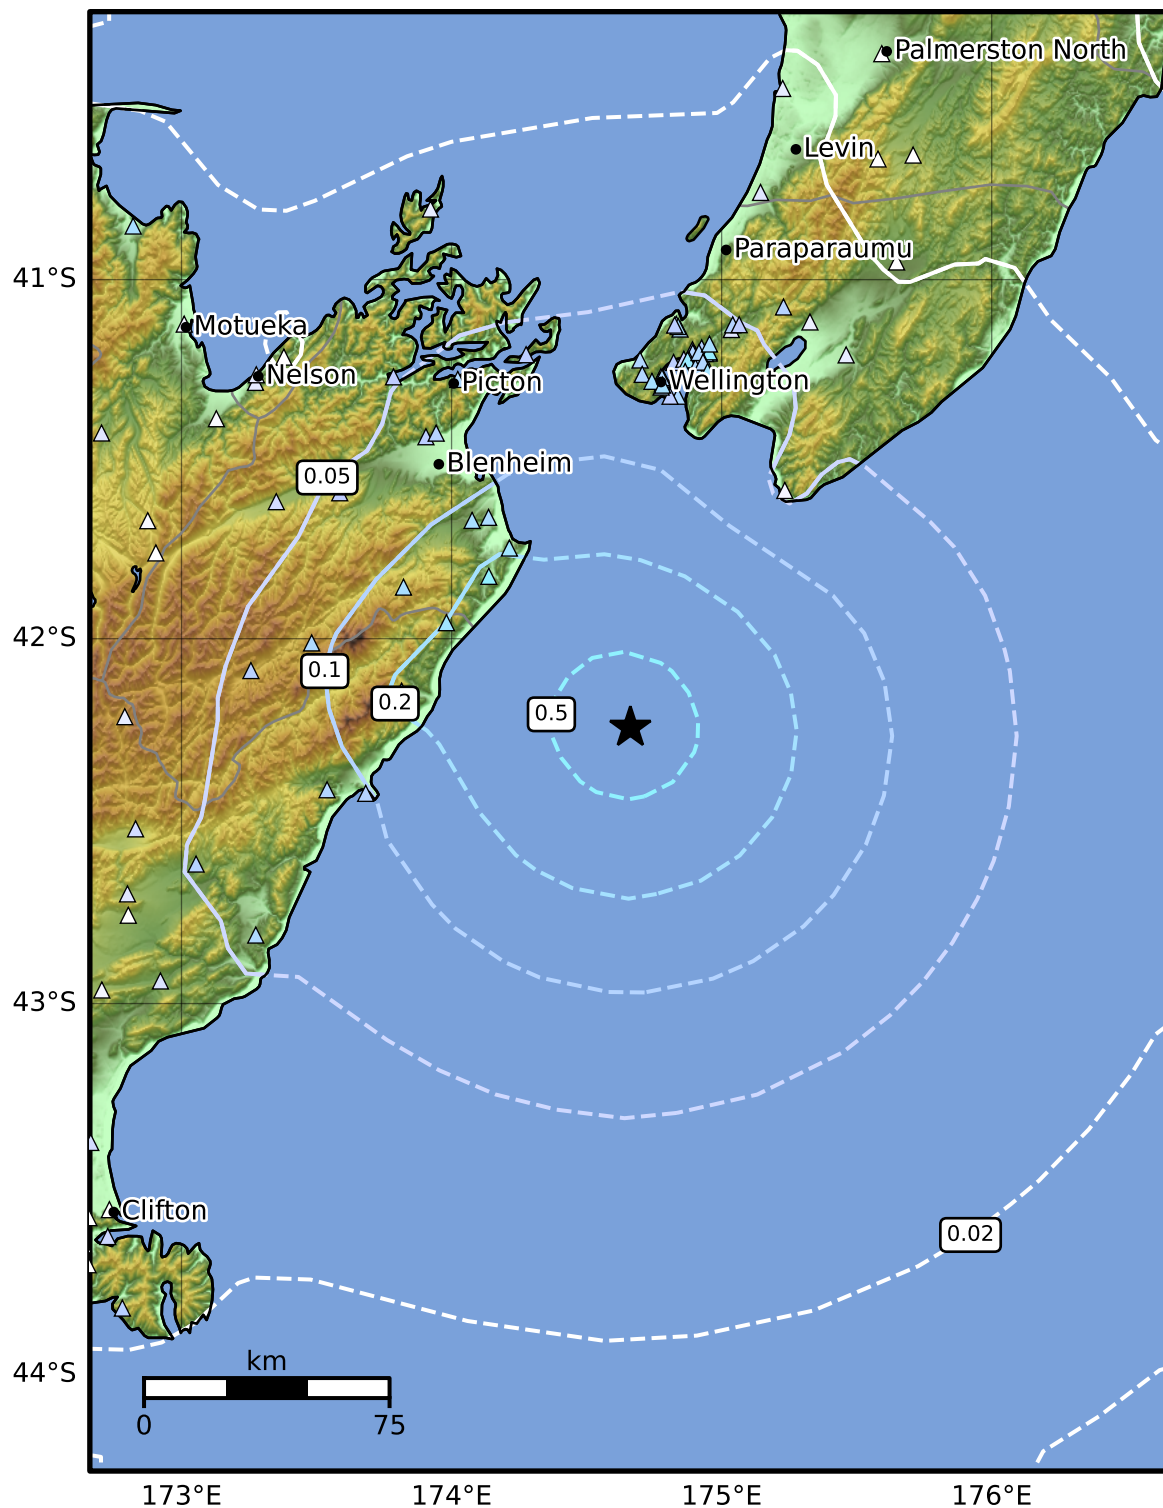 Palmerston North
Levin
Paraparaumu
41°S
Motueka
Nelson
Picton
Wellington
Blenheim
0.05
42°S
0.1
0.2
0.5
43°S
Clifton
0.02
km
44°S
0
75
173°E
174°E
175°E
176°E